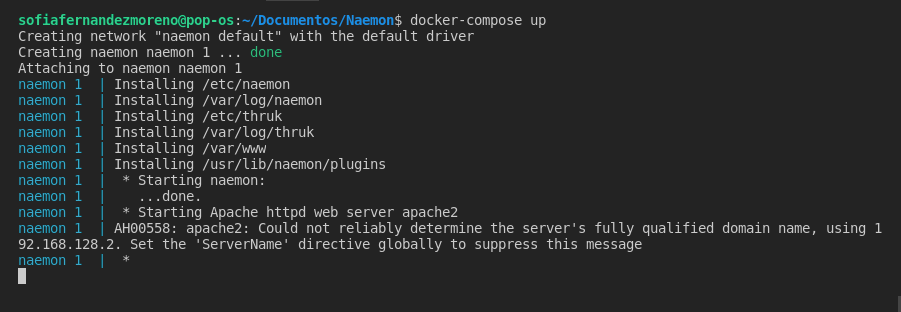 sofiafernandezmoreno@pop-os:~/Documentos/Naemon$ docker-compose up
Creating network "naemon default" with the default driver
Creating naemon naemon 1 ... done
Attaching to naemon naemon 1
naemon 1  | Installing /etc/naemon
naemon 1  | Installing /var/log/naemon
naemon 1  | Installing /etc/thruk
naemon 1  | Installing /var/log/thruk
naemon 1  | Installing /var/www
naemon 1  | Installing /usr/lib/naemon/plugins
naemon 1  |  * Starting naemon:
naemon 1  |    ...done.
naemon 1  |  * Starting Apache httpd web server apache2
naemon 1  | AH00558: apache2: Could not reliably determine the server's fully qualified domain name, using 1
92.168.128.2. Set the 'ServerName' directive globally to suppress this message
naemon 1  |  *